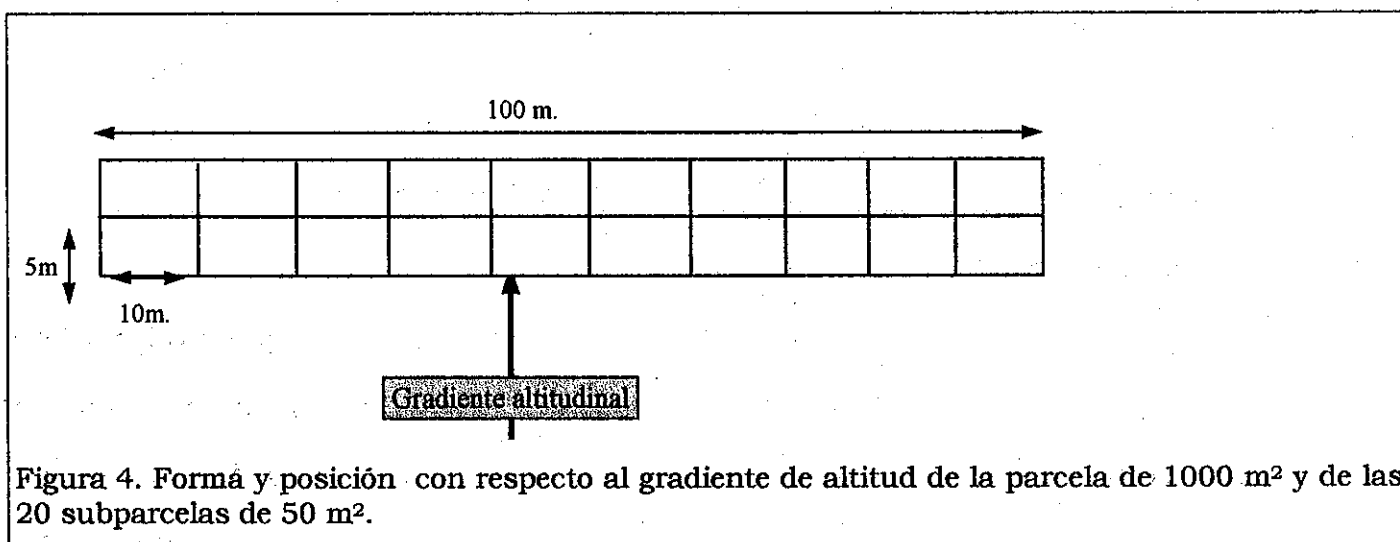 100 m.
5m
10m.
Gradiente altitudinal
Figura 4. Forma y posición con respecto al gradiente de altitud de la parcela de 1000 m² y de las
20 subparcelas de 50 m².